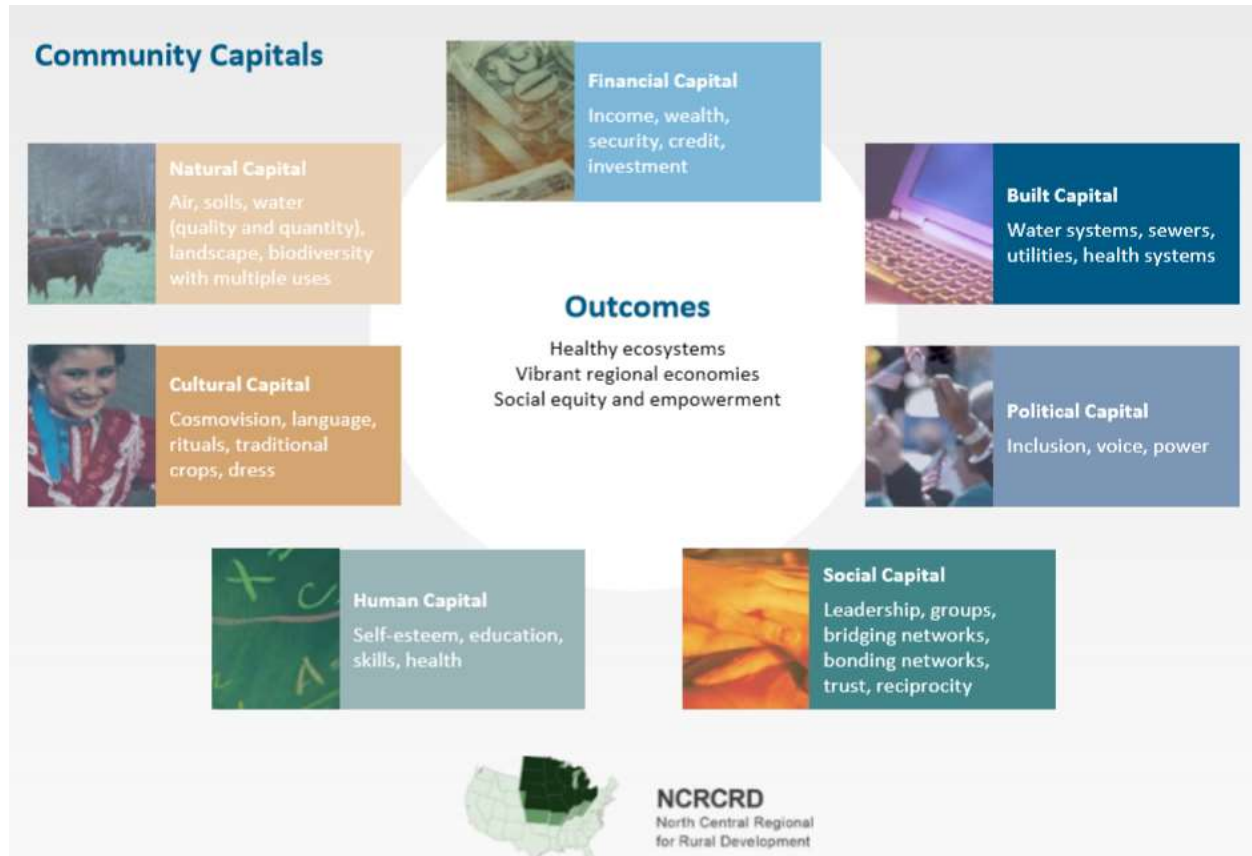 Community Capitals
Financial Capital
Income, wealth,
security, credit,
investment
Natural Capital
Air, soils, water
(quality and quantity),
landscape, biodiversity
with multiple uses
Built Capital
Water systems, sewers,
utilities, health systems
Outcomes
Healthy ecosystems
Vibrant regional economies
Social equity and empowerment
Cultural Capital
Cosmovision, language,
rituals, traditional
crops, dress
Political Capital
Inclusion, voice, power
Human Capital
Self-esteem, education,
skills, health
Social Capital
Leadership, groups,
bridging networks,
bonding networks,
trust, reciprocity
NCRCRD
North Central Regional
for Rural Development